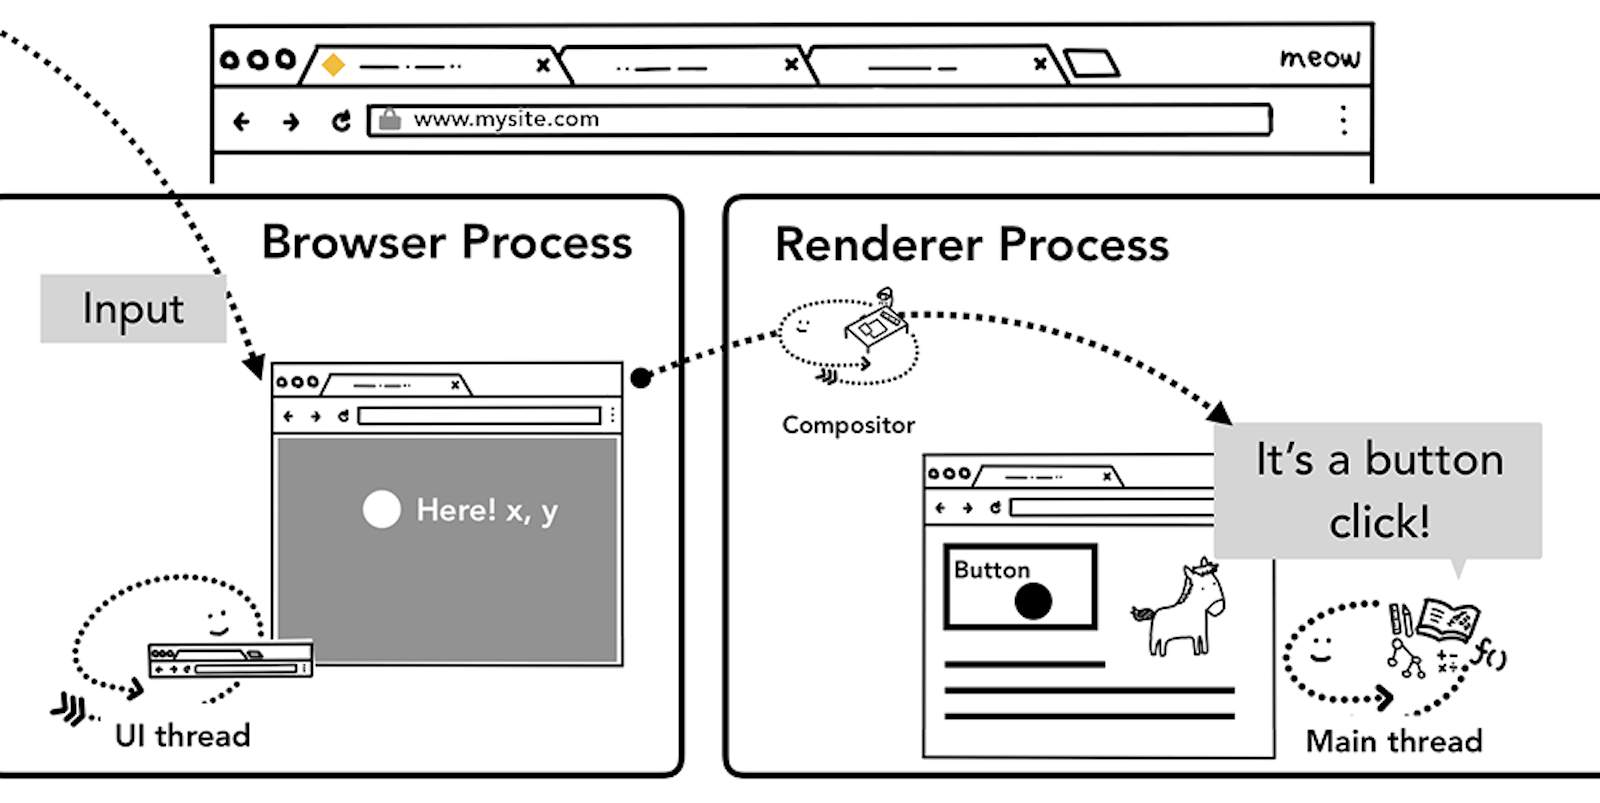 meow
www.mysite.com
Browser Process
Renderer Process
Input
Compositor
Here! x, y
It's a button
click!
Button
f()
UI thread
Main thread